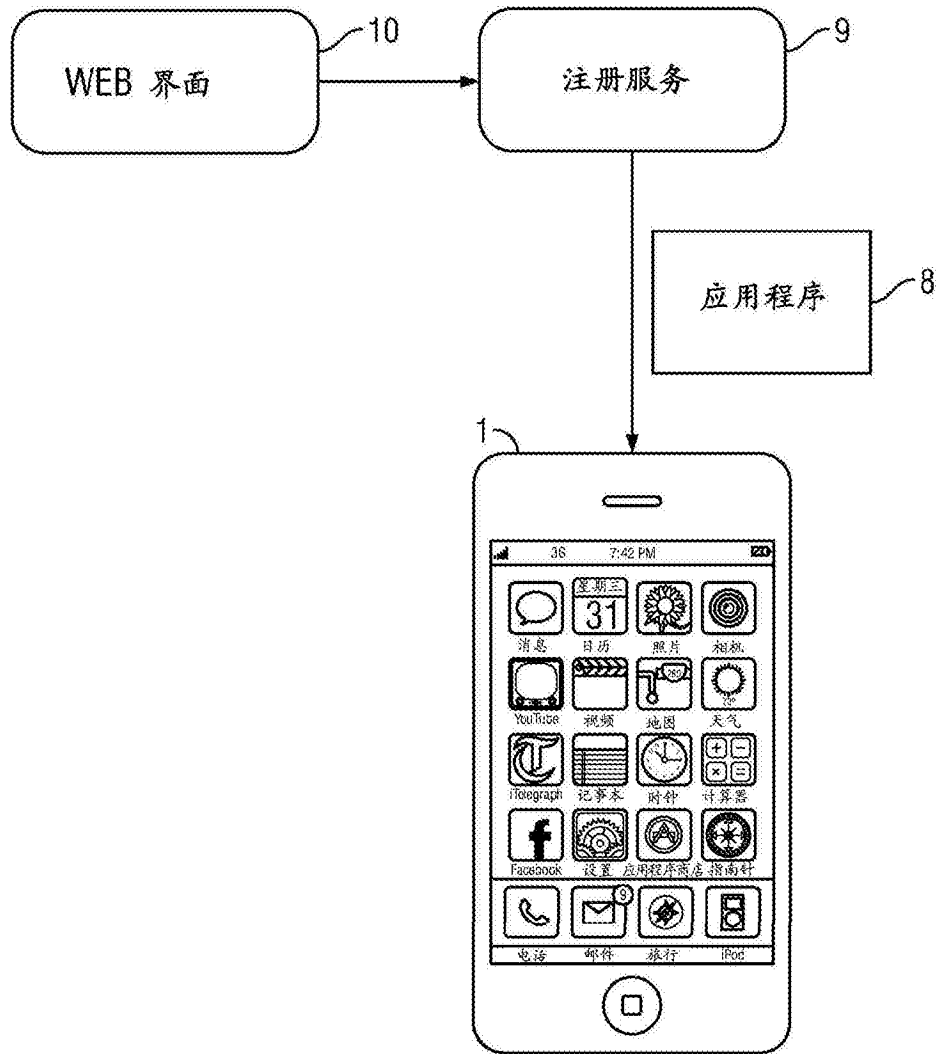 10
9
WEB 界面
注册服务
应用程序
8
1
3G 7:42 PM
星期三
31
消息 日历 照片 相机
280
YouTube 视频 地图 天气
iTelegraph 记事本 时钟 计算器
Facebook 设置 应用程序商店 指南针
9
电话 邮件 旅行 iPod